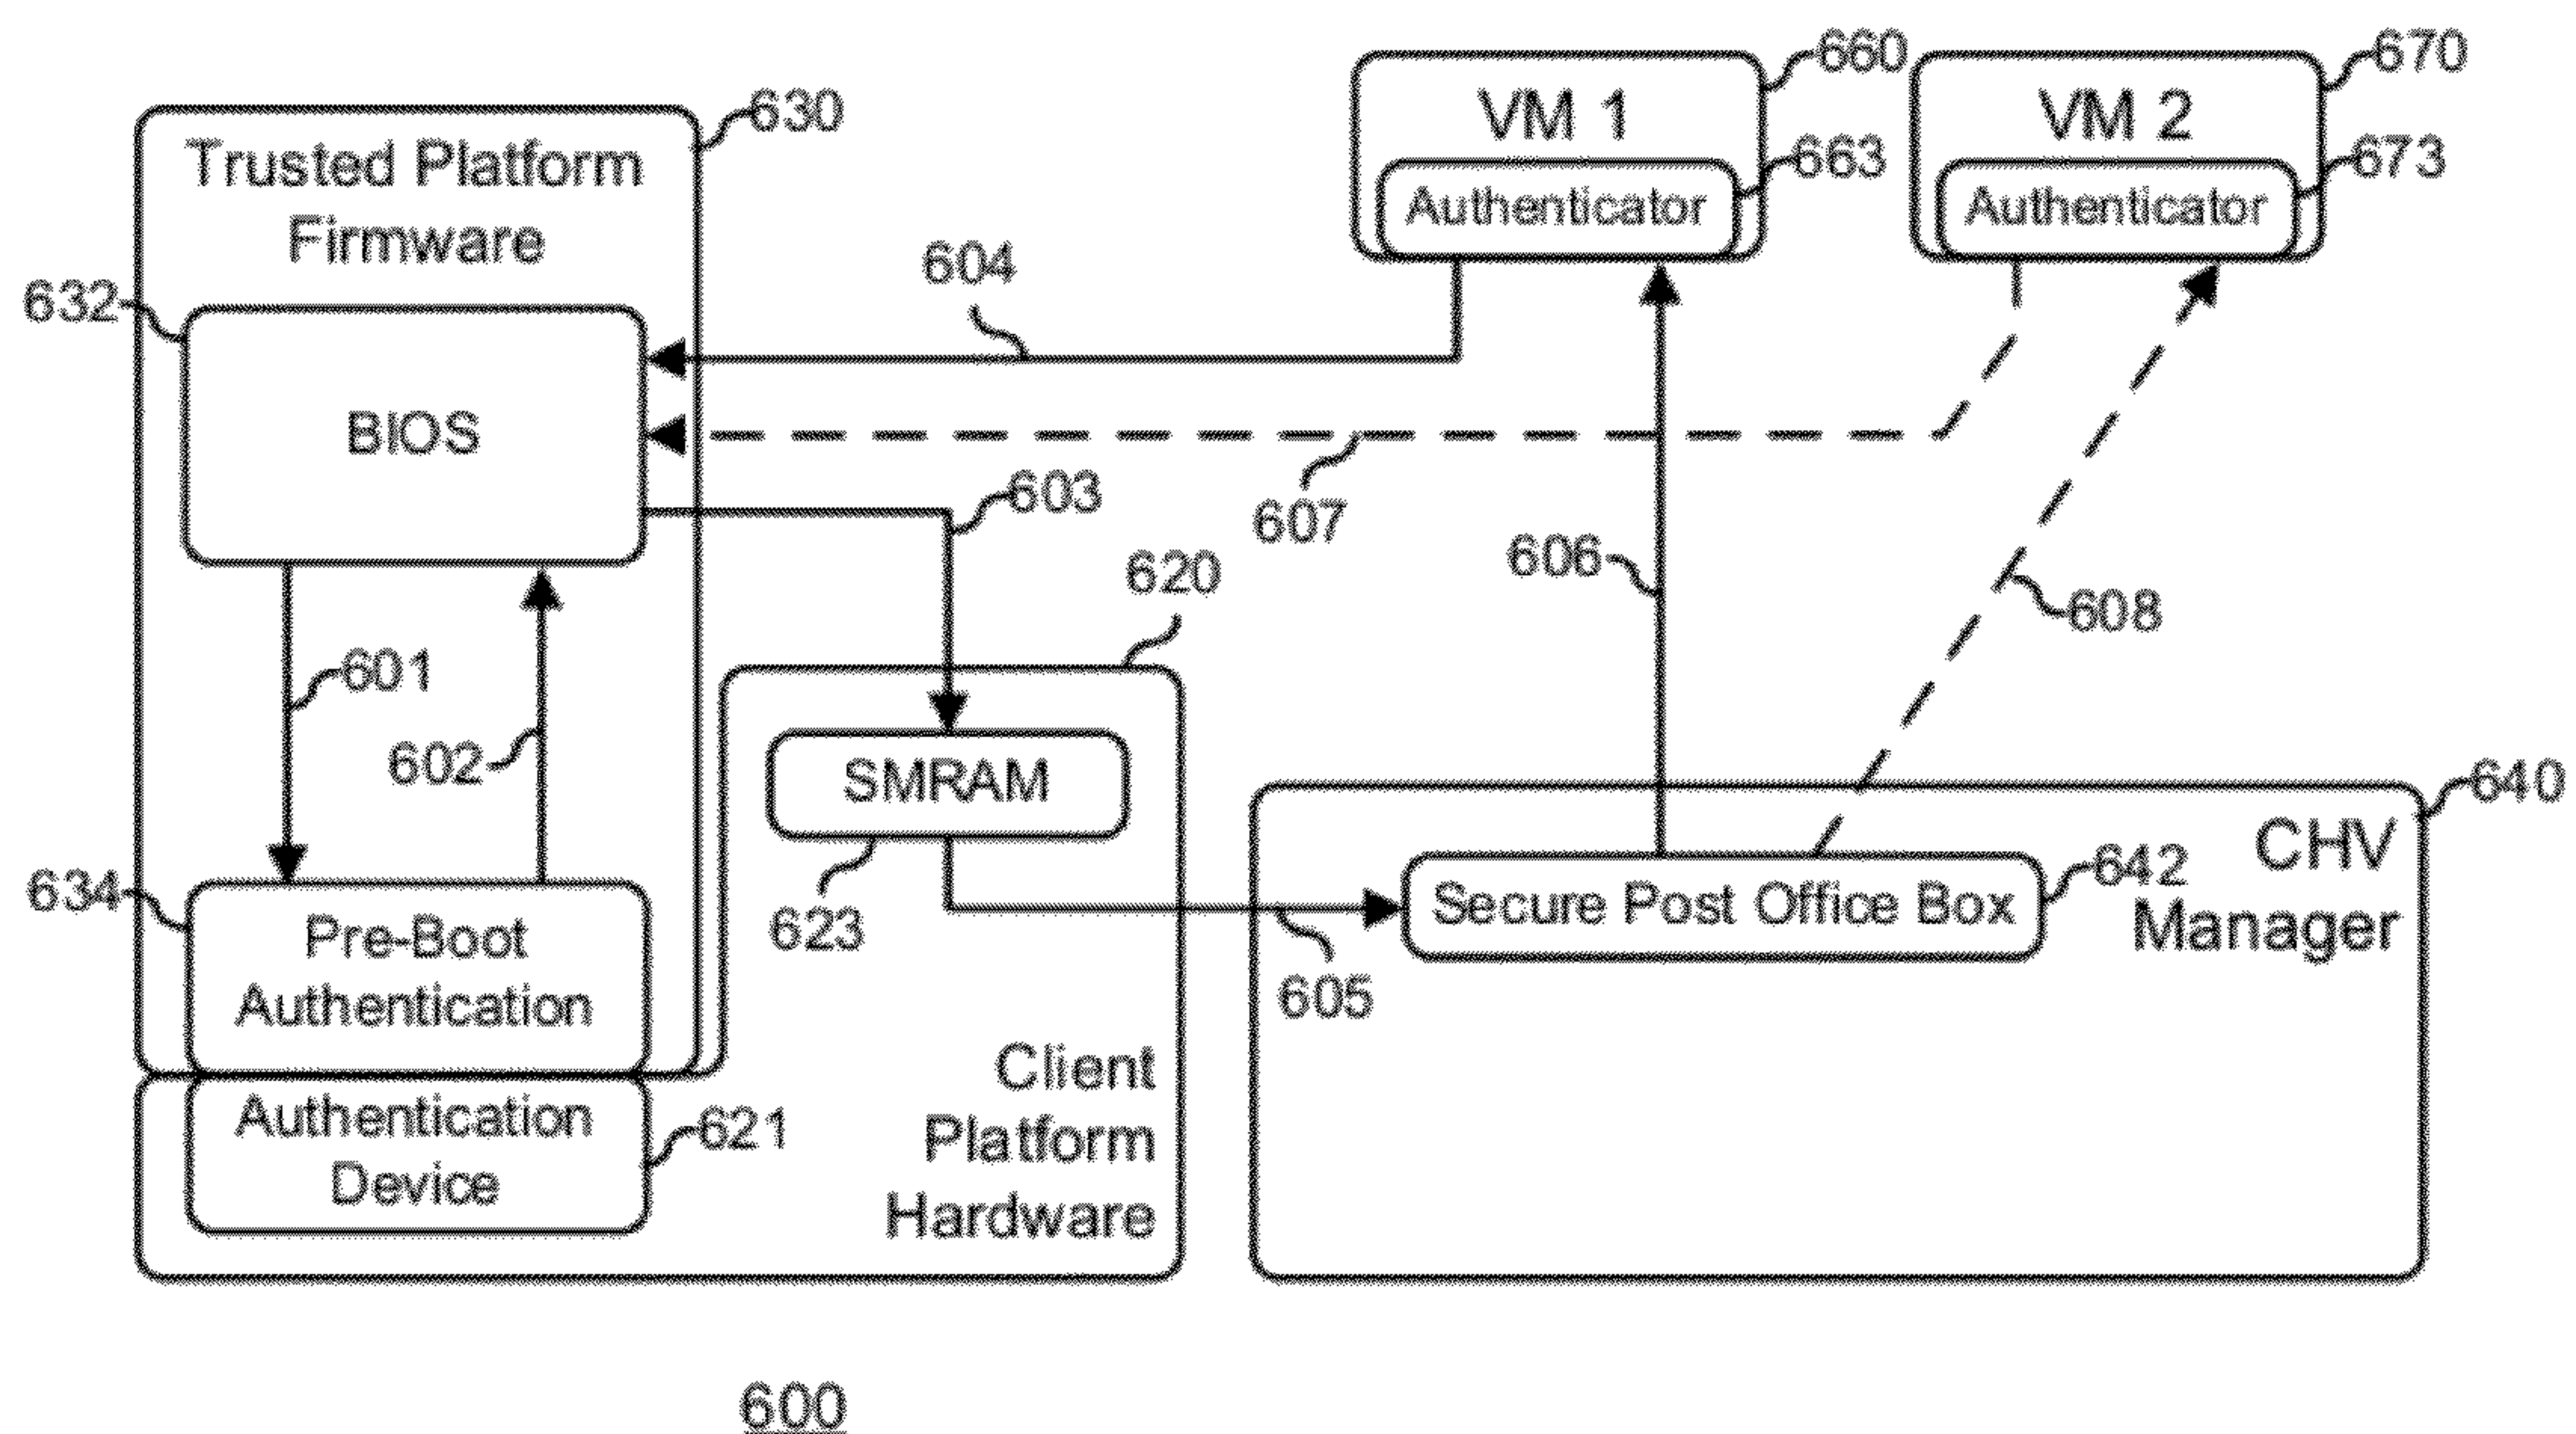 660
670
630
VM 1
VM 2
Trusted Platform
Firmware
663
673
Authenticator
Authenticator
604
632
BIOS
603
607
606
620
608
601
602
SMRAM
640
CHV
Manager
634
623
Secure Post Office Box
642
Pre-Boot
Authentication
605
Client
Platform
Hardware
Authentication
Device
621
600